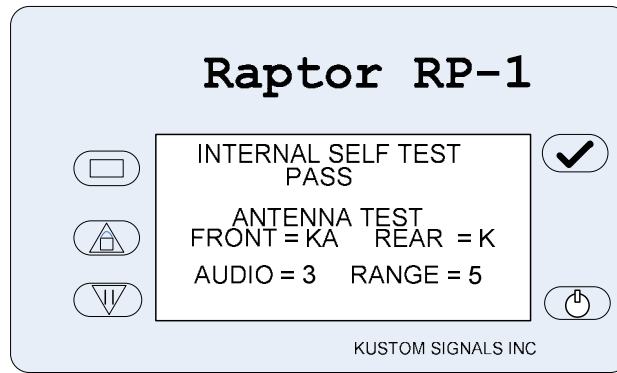 Raptor RP-1
INTERNAL SELF TEST
PASS
ANTENNA TEST
FRONT = KA REAR = K
AUDIO = 3 RANGE = 5
KUSTOM SIGNALS INC